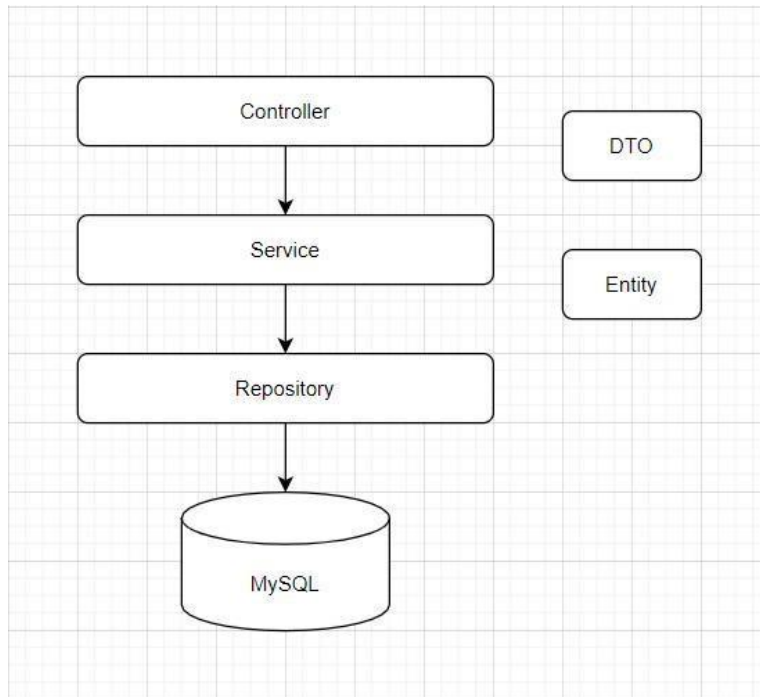 Controller
DTO
Service
Entity
Repository
MySQL